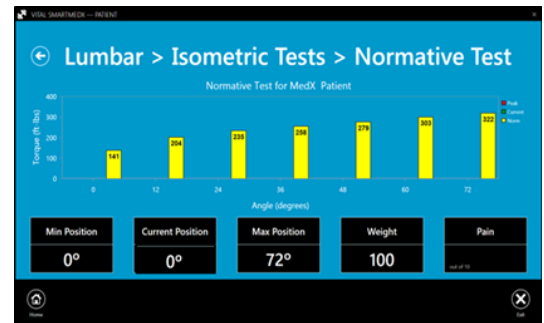 VITAL SMARTMEDX — PATIENT
Lumbar > Isometric Tests > Normative Test
Normative Test for MedX Patient
Torque (ft-lbs)
400
300
200
100
0
141
204
235
258
279
303
322
Peak
Current
Norm
0 12 24 36 48 60 72
Angle (degrees)
Min Position Current Position Max Position Weight Pain
0° 0° 72° 100
out of 10
Home Exit